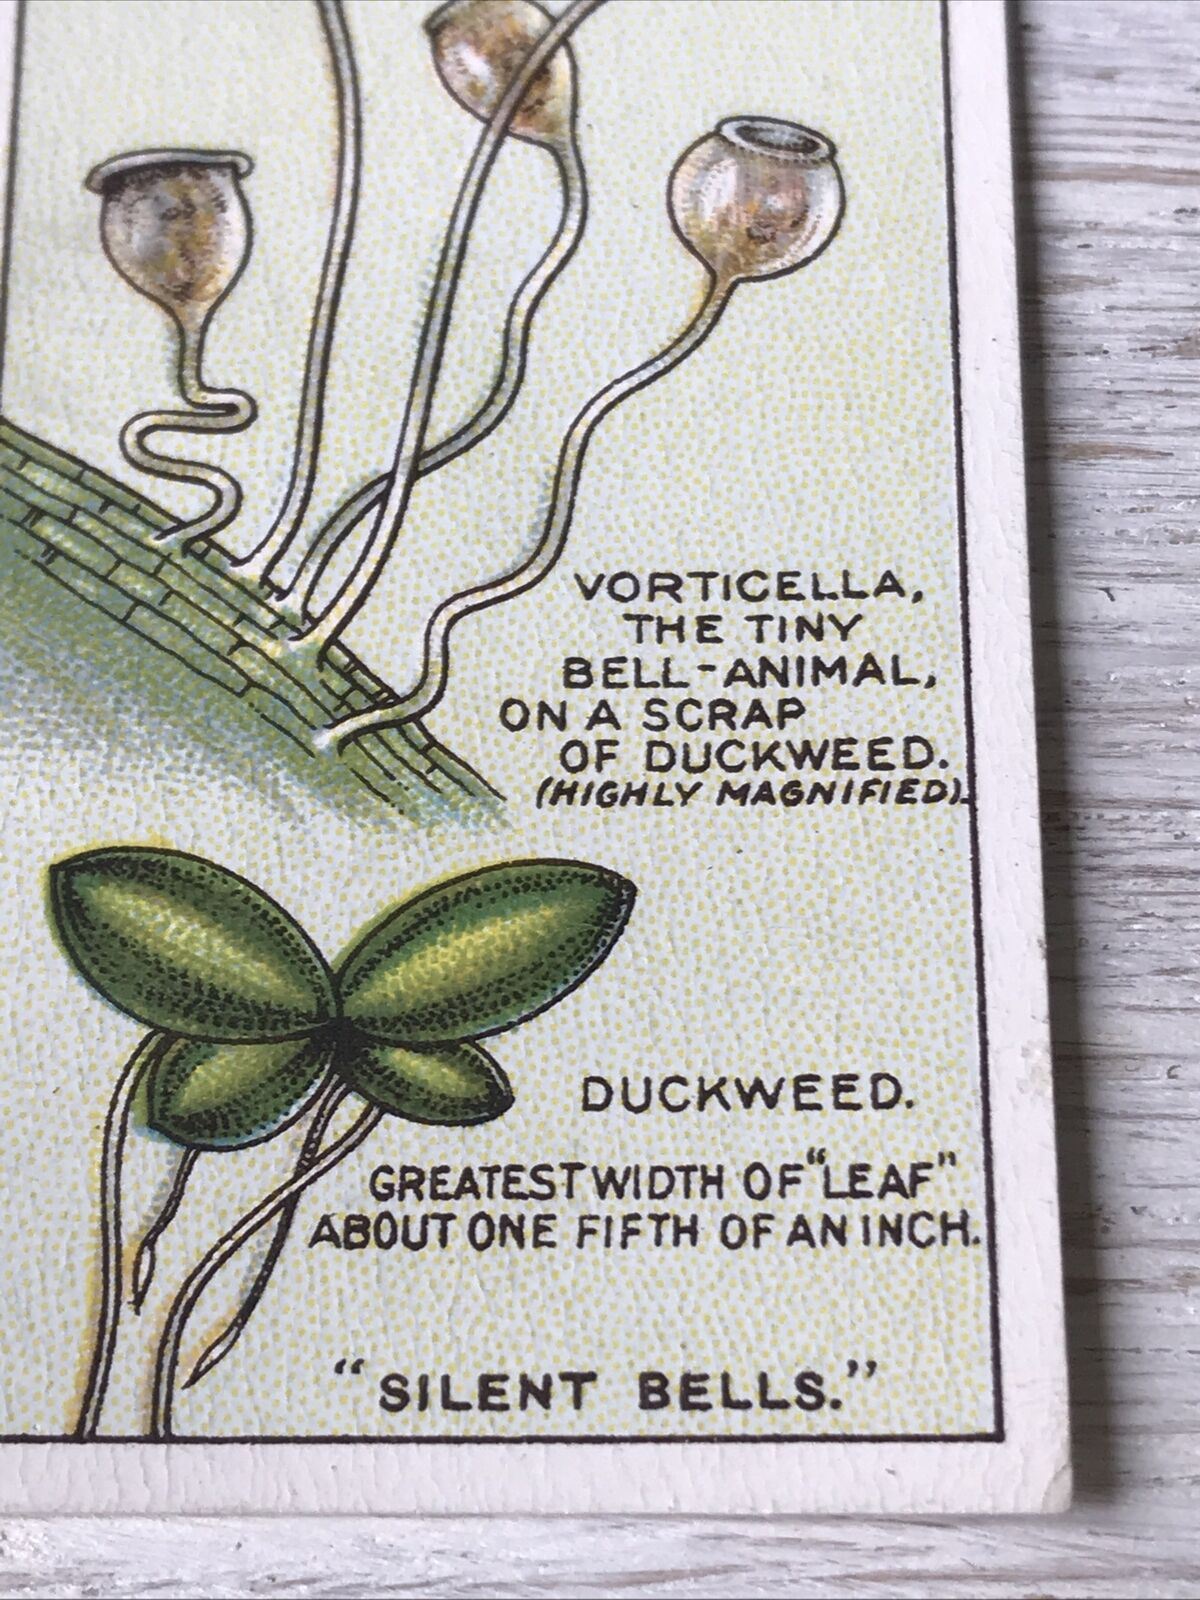 VORTICELLA,
THE TINY
BELL-ANIMAL,
ON A SCRAP
OF DUCKWEED.
(HIGHLY MAGNIFIED).
DUCKWEED.
GREATEST WIDTH OF "LEAF"
ABOUT ONE FIFTH OF AN INCH.
"SILENT BELLS."